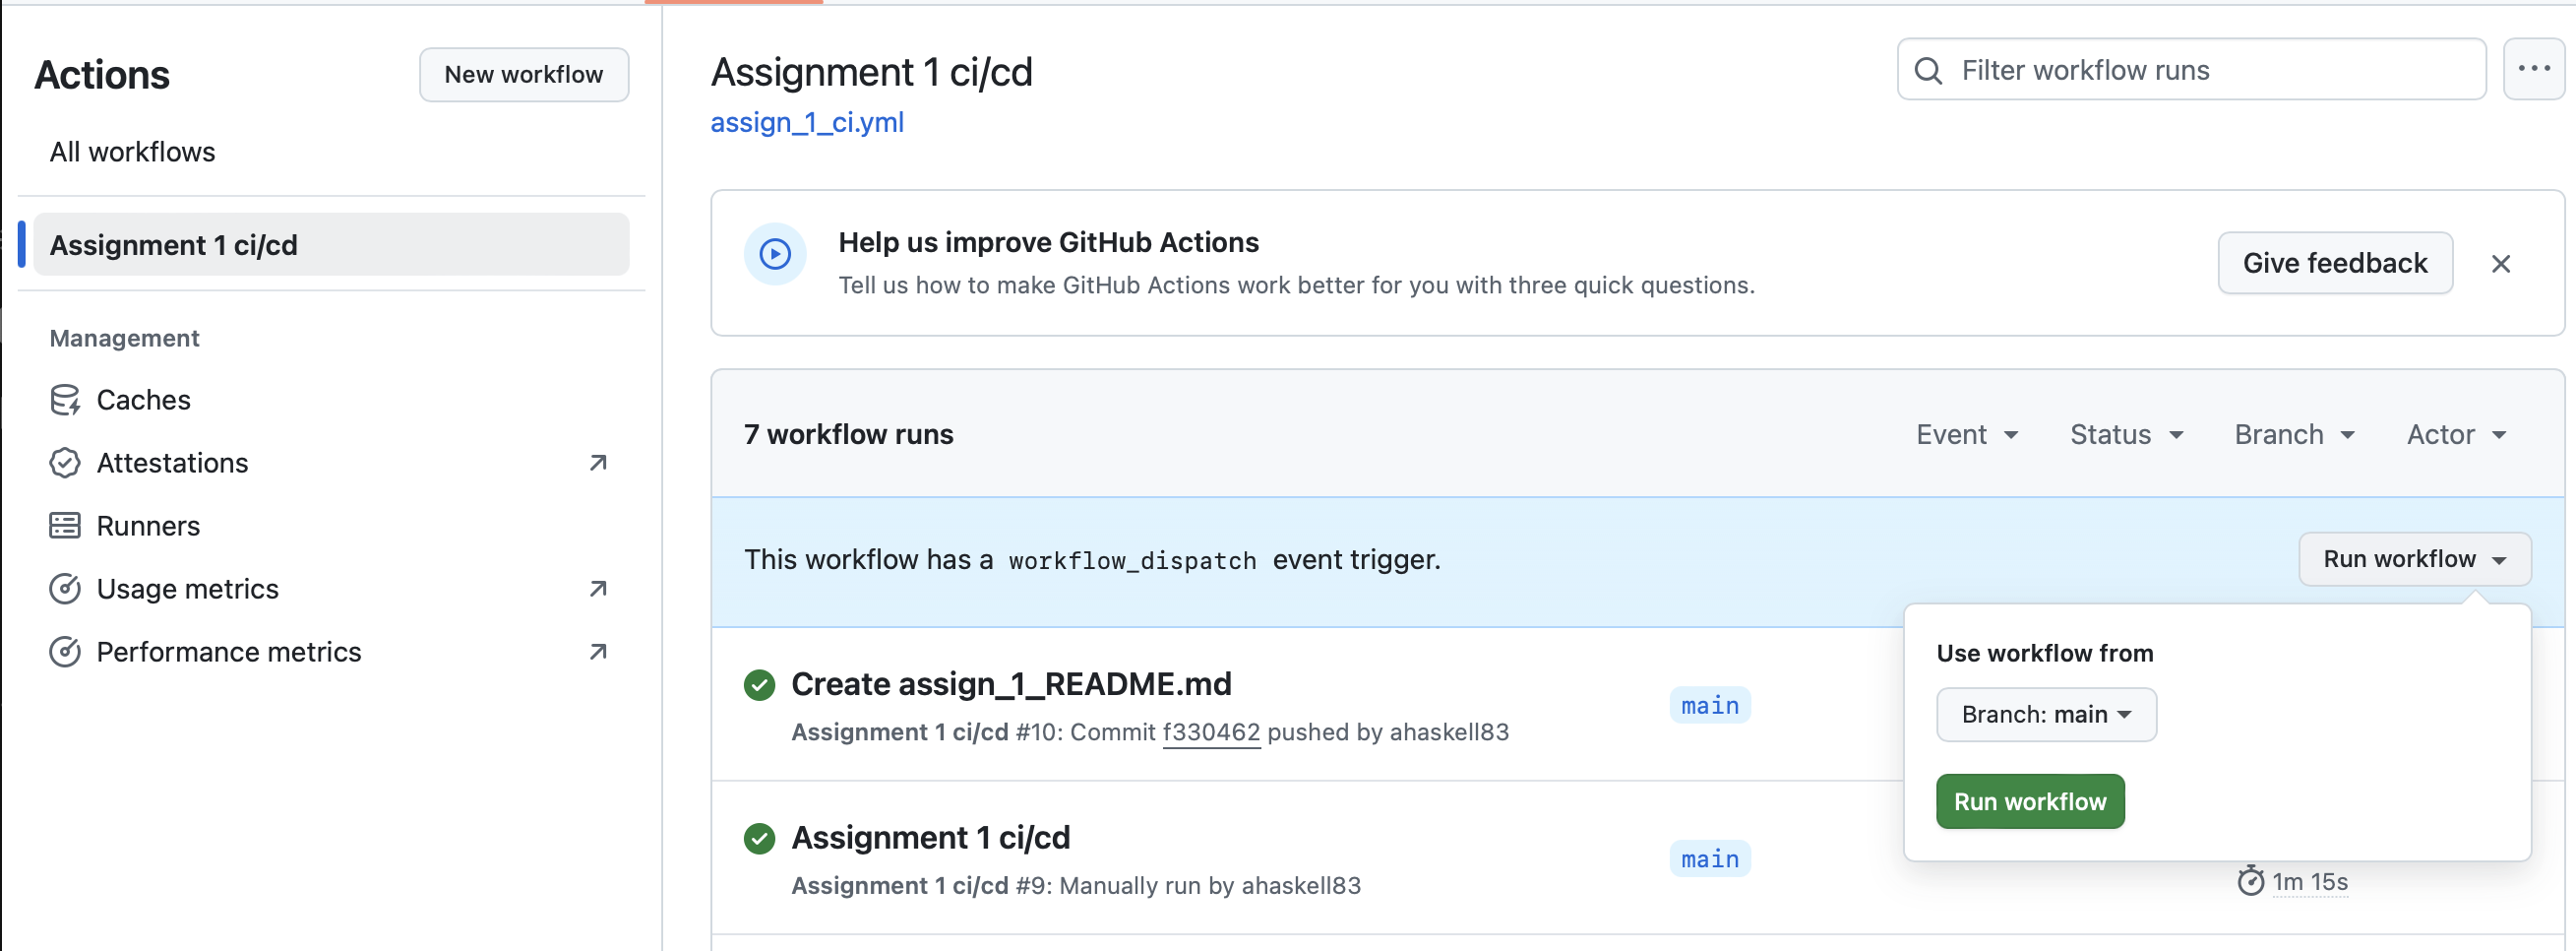 Actions
New workflow
All workflows
Assignment 1 ci/cd
Management
Caches
Attestations
Runners
Usage metrics
Performance metrics
Assignment 1 ci/cd
assign_1_ci.yml
Filter workflow runs
Help us improve GitHub Actions
Tell us how to make GitHub Actions work better for you with three quick questions.
Give feedback
7 workflow runs
Event
Status
Branch
Actor
This workflow has a workflow_dispatch event trigger.
Run workflow
Use workflow from
Branch: main
Run workflow
Create assign_1_README.md
Assignment 1 ci/cd #10: Commit f330462 pushed by ahaskell83
main
Assignment 1 ci/cd
Assignment 1 ci/cd #9: Manually run by ahaskell83
main
1m 15s